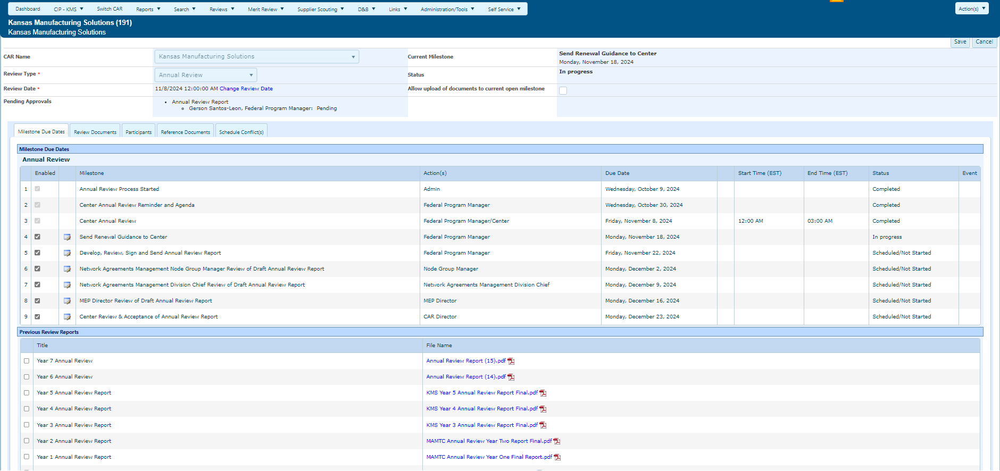 Dashboard CIP - KMS Switch CAR Reports Search Reviews Merit Review Supplier Scouting D&B Links Administration/Tools Self Service Action(s)
Kansas Manufacturing Solutions (191)
Kansas Manufacturing Solutions
Save Cancel
CAR Name Kansas Manufacturing Solutions Current Milestone Send Renewal Guidance to Center
Monday, November 18, 2024
Review Type * Annual Review Status In progress
Review Date * 11/8/2024 12:00:00 AM Change Review Date Allow upload of documents to current open milestone
Pending Approvals • Annual Review Report
Gerson Santos-Leon, Federal Program Manager: Pending
Milestone Due Dates Review Documents Participants Reference Documents Schedule Conflict(s)
Milestone Due Dates
Annual Review
Enabled Milestone Action(s) Due Date Start Time (EST) End Time (EST) Status Event
1 Annual Review Process Started Admin Wednesday, October 9, 2024 Completed
2 Center Annual Review Reminder and Agenda Federal Program Manager Wednesday, October 30, 2024 Completed
3 Center Annual Review Federal Program Manager/Center Friday, November 8, 2024 12:00 AM 03:00 AM Completed
4 Send Renewal Guidance to Center Federal Program Manager Monday, November 18, 2024 In progress
5 Develop, Review, Sign and Send Annual Review Report Federal Program Manager Friday, November 22, 2024 Scheduled/Not Started
6 Network Agreements Management Node Group Manager Review of Draft Annual Review Report Node Group Manager Monday, December 2, 2024 Scheduled/Not Started
7 Network Agreements Management Division Chief Review of Draft Annual Review Report Network Agreements Management Division Chief Monday, December 9, 2024 Scheduled/Not Started
8 MEP Director Review of Draft Annual Review Report MEP Director Monday, December 16, 2024 Scheduled/Not Started
9 Center Review & Acceptance of Annual Review Report CAR Director Monday, December 23, 2024 Scheduled/Not Started
Previous Review Reports
Title File Name
Year 7 Annual Review Annual Review Report (15).pdf
Year 6 Annual Review Annual Review Report (14).pdf
Year 5 Annual Review Report KMS Year 5 Annual Review Report Final.pdf
Year 4 Annual Review Report KMS Year 4 Annual Review Report Final.pdf
Year 3 Annual Review Report KMS Year 3 Annual Review Report Final.pdf
Year 2 Annual Review Report MAMTC Annual Review Year Two Report Final.pdf
Year 1 Annual Review Report MAMTC Annual Review Year One Final Report.pdf